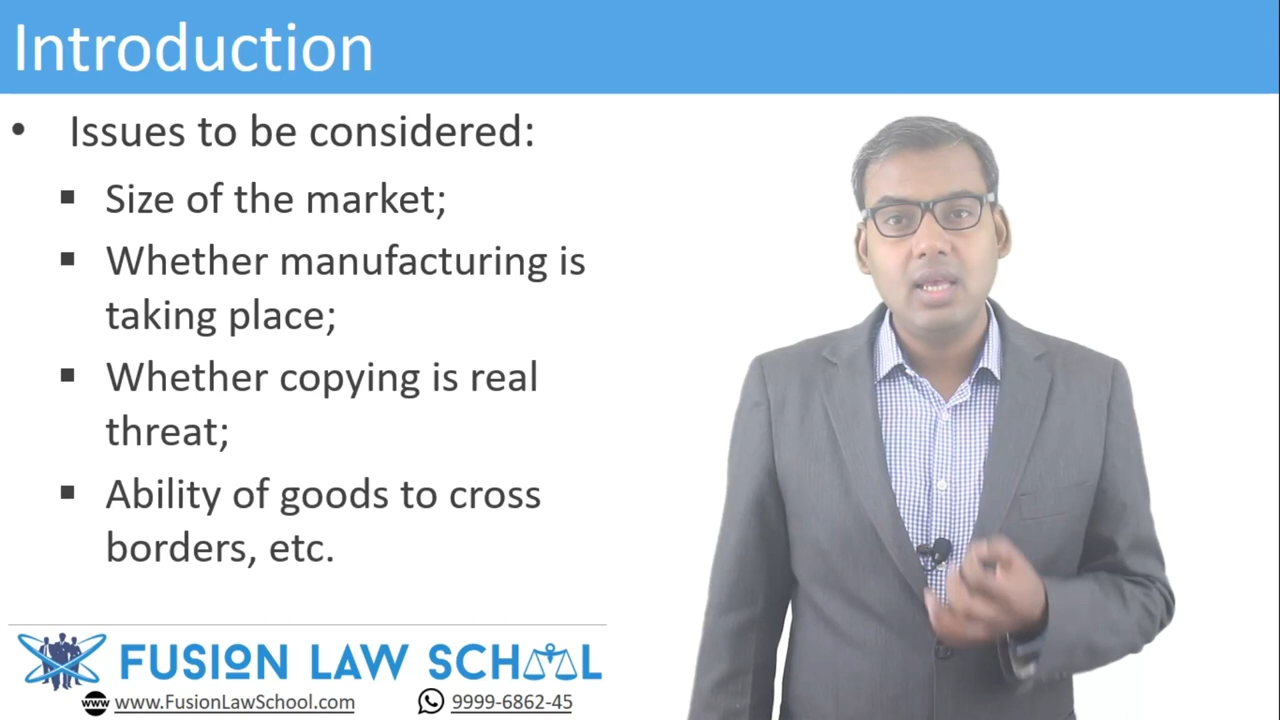 Introduction
• Issues to be considered:
▪ Size of the market;
▪ Whether manufacturing is
taking place;
▪ Whether copying is real
threat;
▪ Ability of goods to cross
borders, etc.
FUSION LAW SCHOOL
www www.FusionLawSchool.com 9999-6862-45